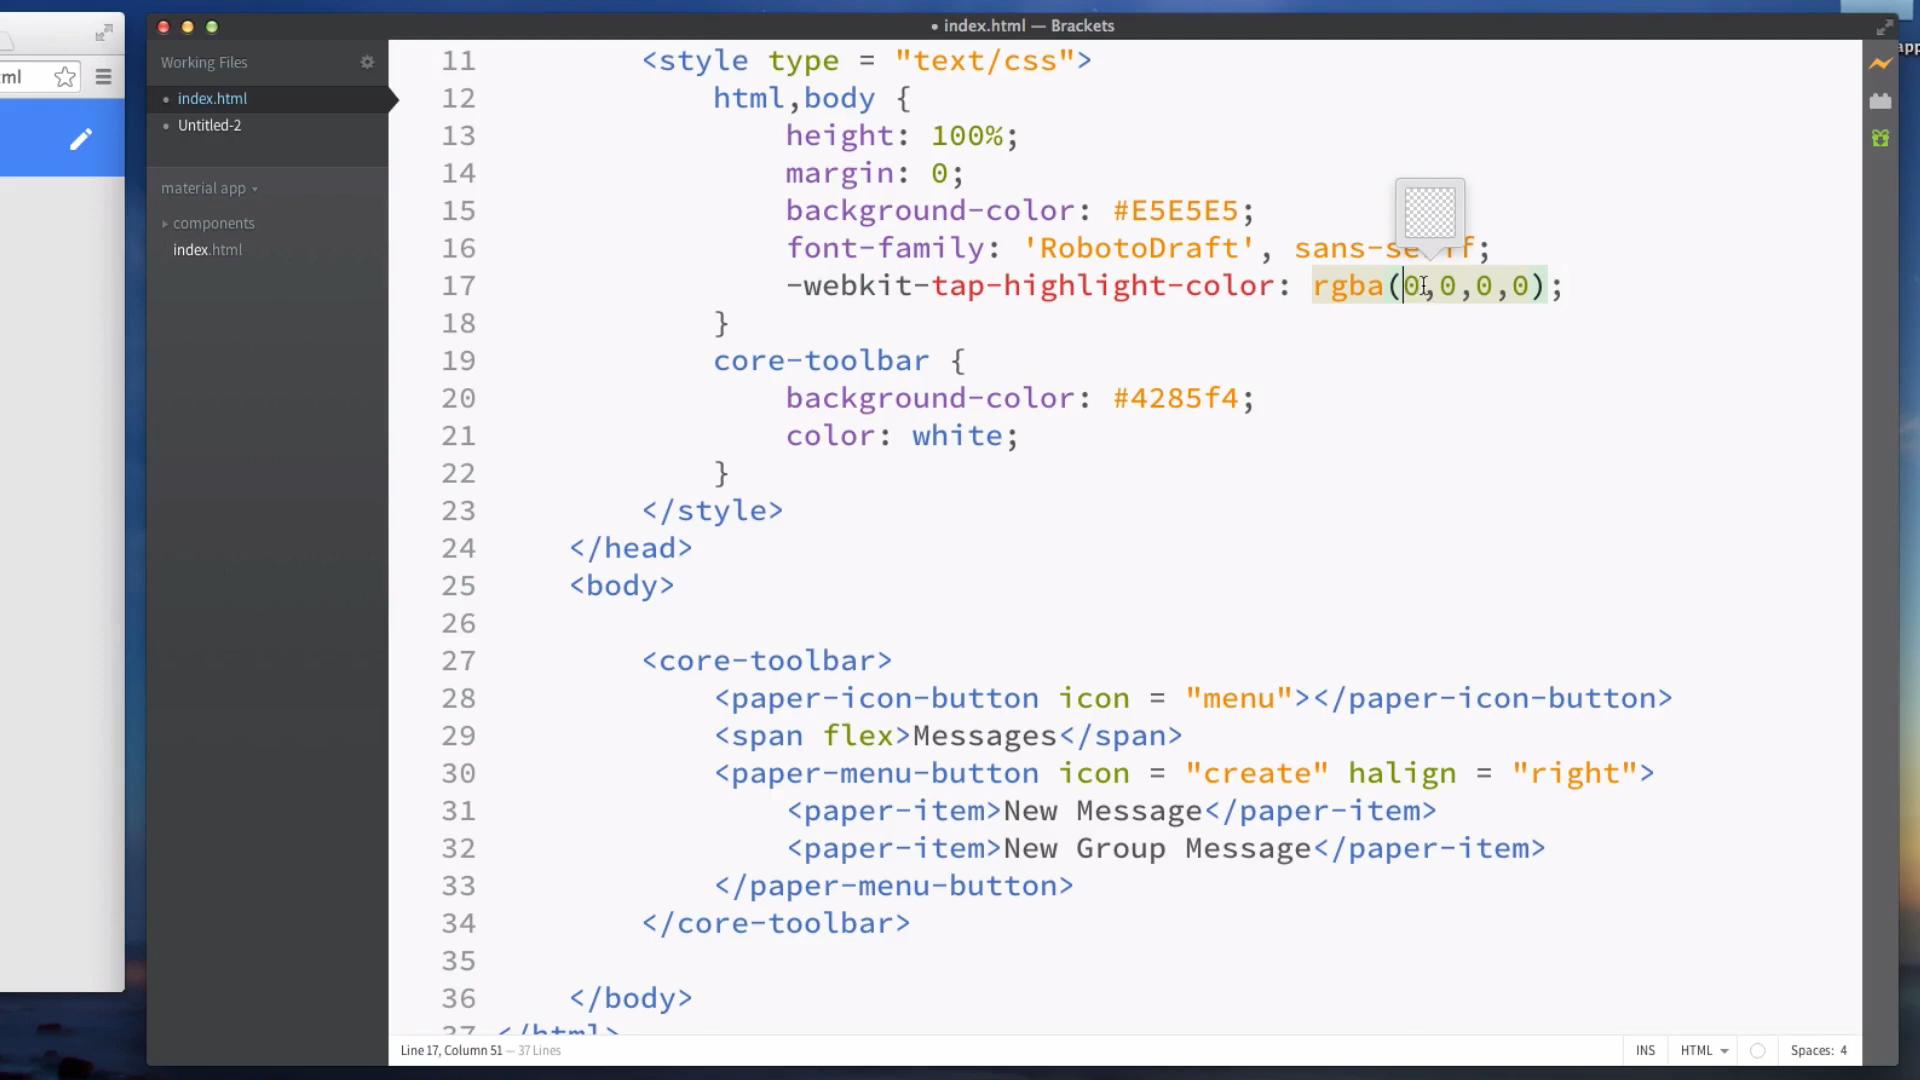 index.html — Brackets
app
ml
Working Files
index.html
Untitled-2
material app
components
index.html
11 <style type = "text/css">
12 html,body {
13 height: 100%;
14 margin: 0;
15 background-color: #E5E5E5;
16 font-family: 'RobotoDraft', sans-serif;
17 -webkit-tap-highlight-color: rgba(0,0,0,0);
18 }
19 core-toolbar {
20 background-color: #4285f4;
21 color: white;
22 }
23 </style>
24 </head>
25 <body>
26
27 <core-toolbar>
28 <paper-icon-button icon = "menu"></paper-icon-button>
29 <span flex>Messages</span>
30 <paper-menu-button icon = "create" halign = "right">
31 <paper-item>New Message</paper-item>
32 <paper-item>New Group Message</paper-item>
33 </paper-menu-button>
34 </core-toolbar>
35
36 </body>
37 </html>
Line 17, Column 51 — 37 Lines
INS HTML Spaces: 4